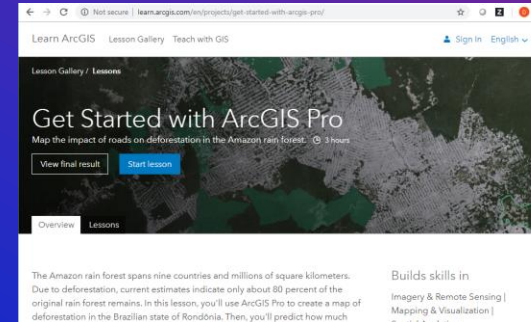 Not secure | learn.arcgis.com/en/projects/get-started-with-arcgis-pro/
Learn ArcGIS Lesson Gallery Teach with GIS Sign In English
Lesson Gallery / Lessons
Get Started with ArcGIS Pro
Map the impact of roads on deforestation in the Amazon rain forest. 3 hours
View final result Start lesson
Overview Lessons
The Amazon rain forest spans nine countries and millions of square kilometers.
Due to deforestation, current estimates indicate only about 80 percent of the
original rain forest remains. In this lesson, you'll use ArcGIS Pro to create a map of
deforestation in the Brazilian state of Rondônia. Then, you'll predict how much
Builds skills in
Imagery & Remote Sensing |
Mapping & Visualization |